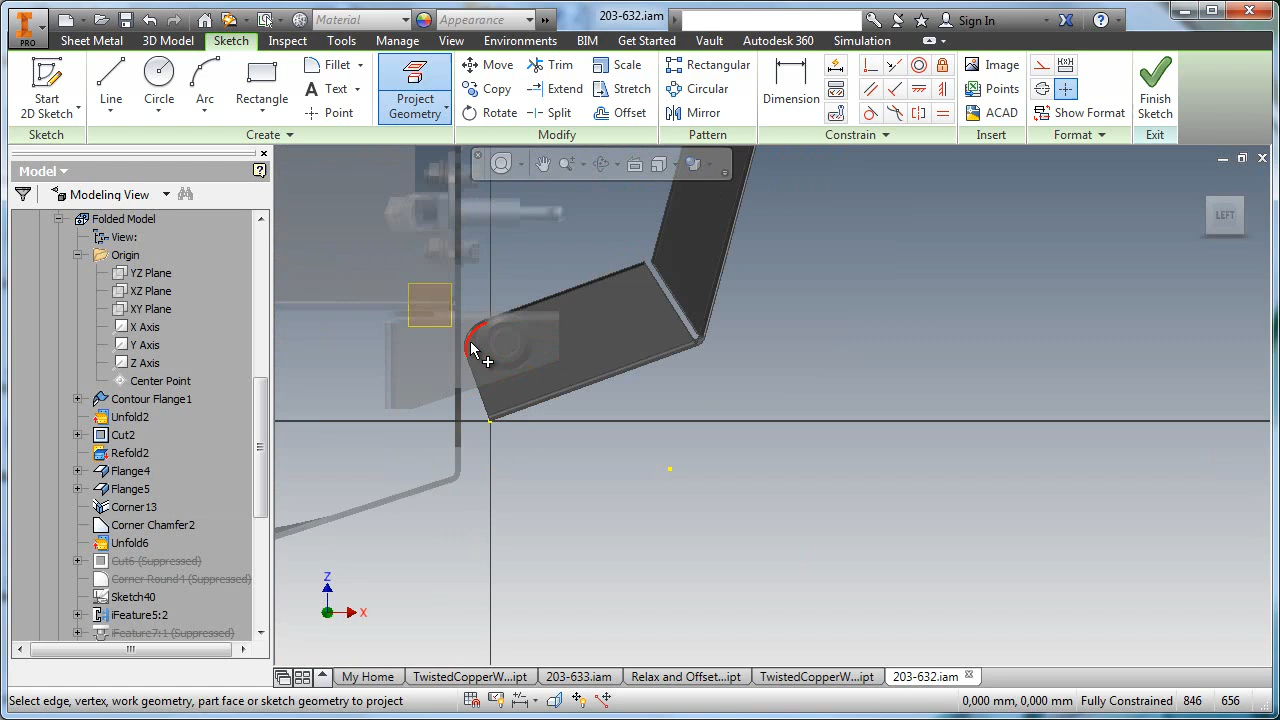 Material
Appearance
203-632.iam
Sign In
PRO
Sheet Metal 3D Model Sketch Inspect Tools Manage View Environments BIM Get Started Vault Autodesk 360 Simulation
Start
2D Sketch
Line
Circle
Arc
Rectangle
Fillet
Text
Point
Project
Geometry
Move
Copy
Rotate
Trim
Extend
Split
Scale
Stretch
Offset
Rectangular
Circular
Mirror
Dimension
Image
Points
ACAD
Show Format
Finish
Sketch
Sketch Create Modify Pattern Constrain Insert Format Exit
Model
Modeling View
Folded Model
View:
Origin
YZ Plane
XZ Plane
XY Plane
X Axis
Y Axis
Z Axis
Center Point
Contour Flange1
Unfold2
Cut2
Refold2
Flange4
Flange5
Corner13
Corner Chamfer2
Unfold6
Cut6 (Suppressed)
Corner Round4 (Suppressed)
Sketch40
iFeature5:2
iFeature7:1 (Suppressed)
LEFT
Z
X
My Home TwistedCopperW...ipt 203-633.iam Relax and Offset...ipt TwistedCopperW...ipt 203-632.iam
Select edge, vertex, work geometry, part face or sketch geometry to project
0,000 mm, 0,000 mm Fully Constrained 846 656